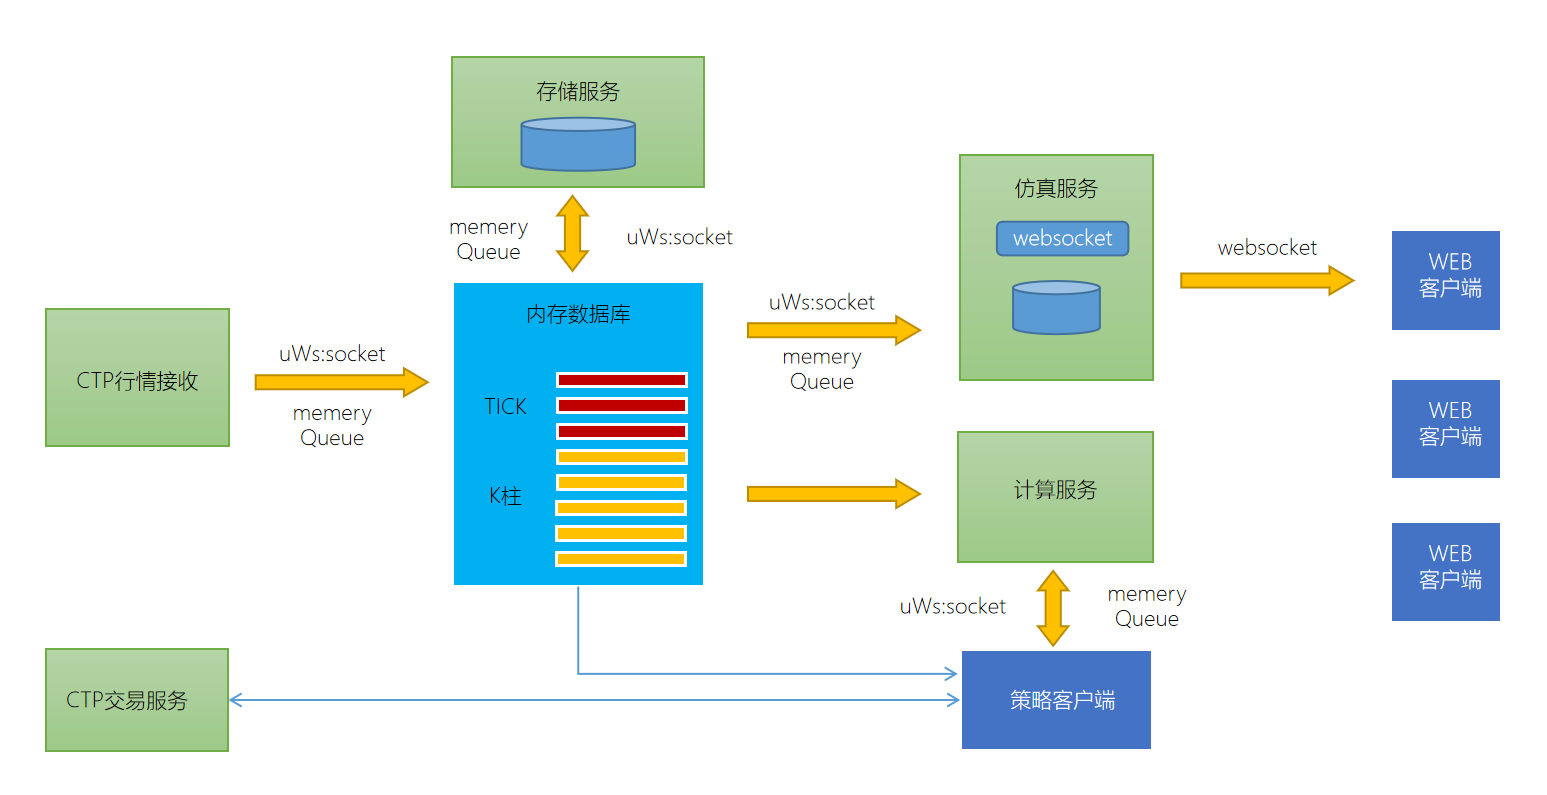 存储服务
memery
Queue
uWs:socket
仿真服务
websocket
websocket
WEB
客户端
内存数据库
uWs:socket
memery
Queue
CTP行情接收
uWs:socket
memery
Queue
TICK
K柱
WEB
客户端
计算服务
WEB
客户端
uWs:socket
memery
Queue
CTP交易服务
策略客户端